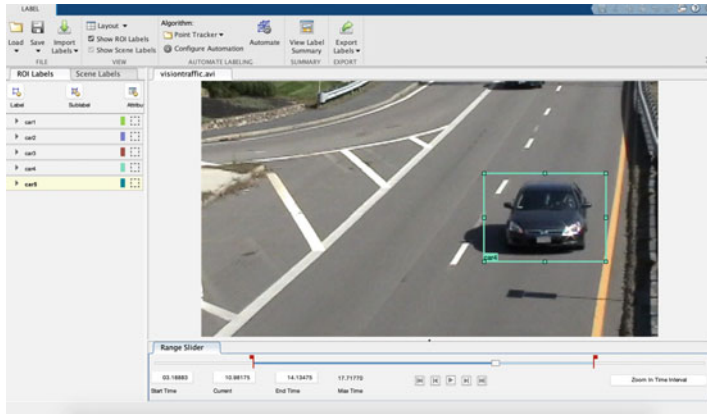 LABEL
Load
Save
Import
Labels
Layout
Show ROI Labels
Show Scene Labels
Algorithm:
Point Tracker
Configure Automation
Automate
View Label
Summary
Export
Labels
FILE
VIEW
AUTOMATE LABELING
SUMMARY
EXPORT
ROI Labels
Scene Labels
visiontraffic.avi
Label
Sublabel
Attribu
car1
car2
car3
car4
car5
car4
Range Slider
03.18883
10.98175
14.13475
17.71770
Start Time
Current
End Time
Max Time
Zoom In Time Interval